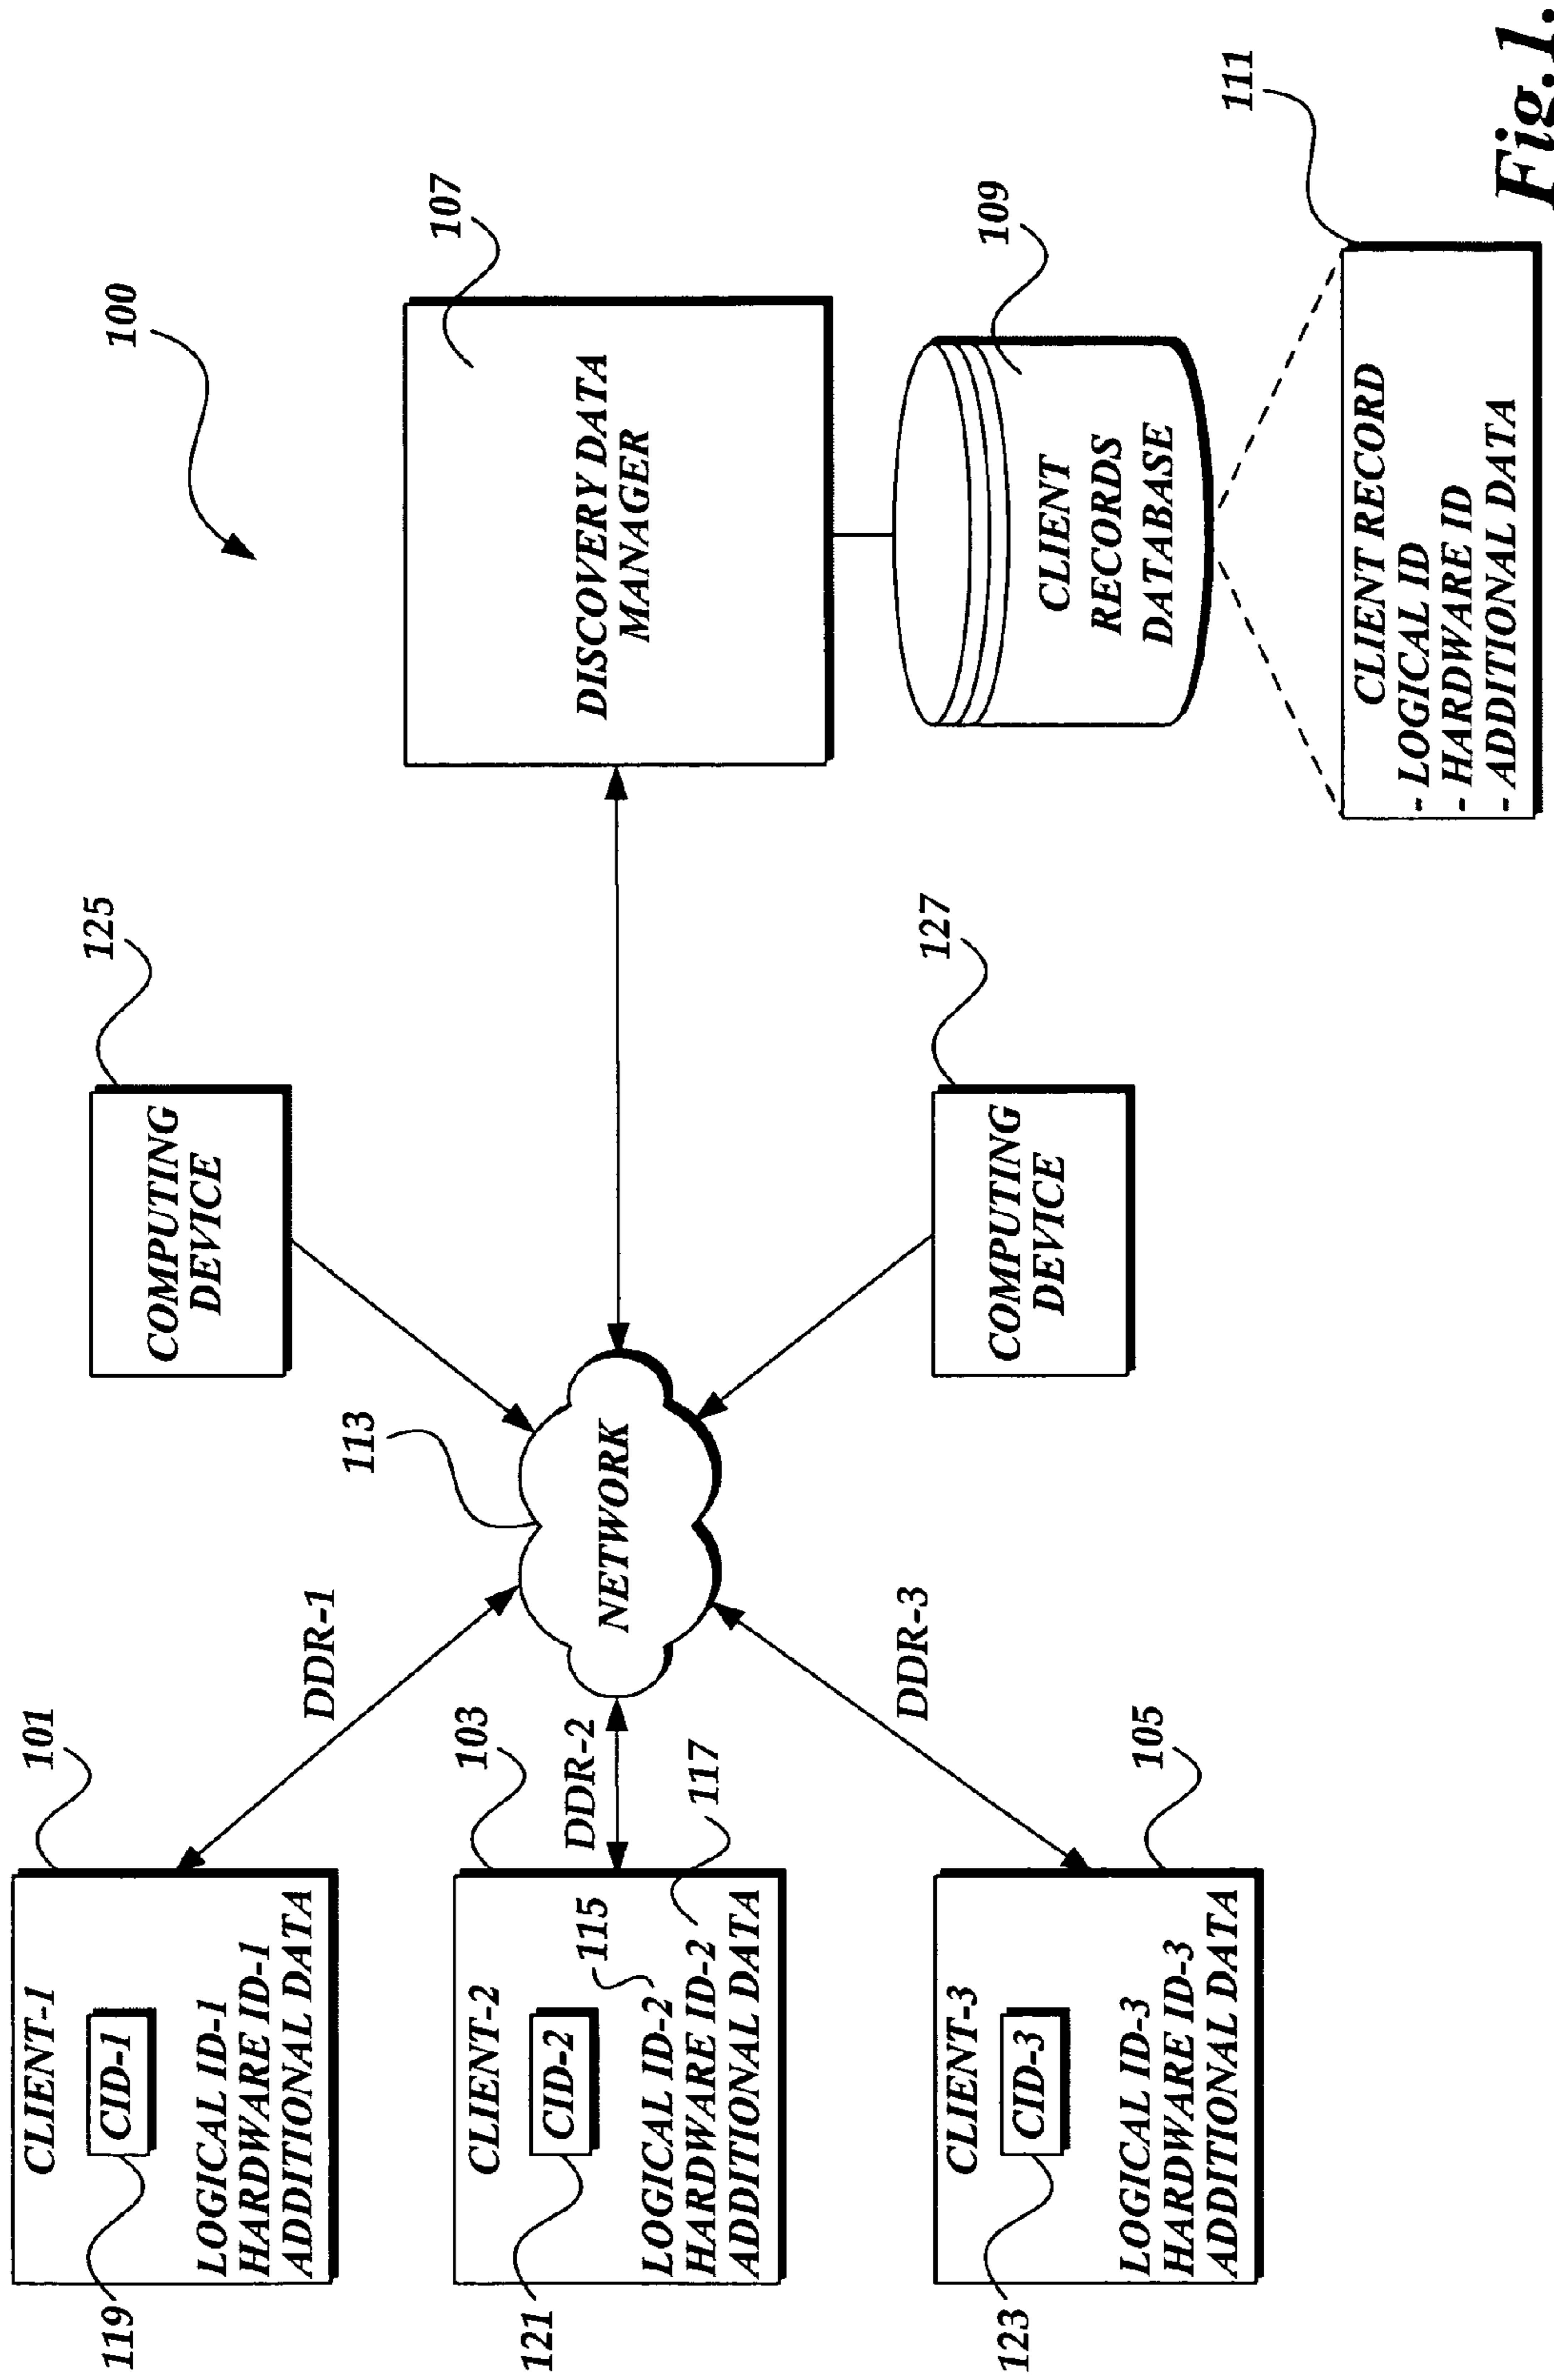 100
101
CLIENT-1
CID-1
LOGICAL ID-1
HARDWARE ID-1
ADDITIONAL DATA
119
DDR-1
103
CLIENT-2
CID-2
115
LOGICAL ID-2
HARDWARE ID-2
ADDITIONAL DATA
117
121
DDR-2
105
CLIENT-3
CID-3
LOGICAL ID-3
HARDWARE ID-3
ADDITIONAL DATA
123
DDR-3
113
NETWORK
125
COMPUTING
DEVICE
127
COMPUTING
DEVICE
107
DISCOVERY DATA
MANAGER
109
CLIENT
RECORDS
DATABASE
111
CLIENT RECORD
- LOGICAL ID
- HARDWARE ID
- ADDITIONAL DATA
Fig.1.